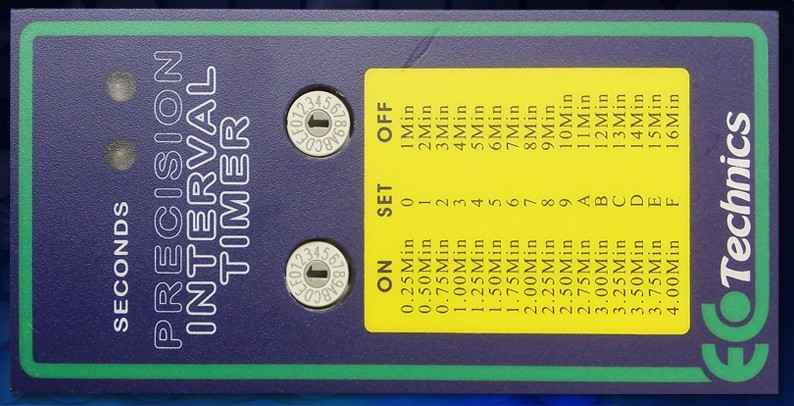 SECONDS
PRECISION
INTERVAL
TIMER
0123456789ABCDEF
0123456789ABCDEF
ON SET OFF
0.25Min 0 1Min
0.50Min 1 2Min
0.75Min 2 3Min
1.00Min 3 4Min
1.25Min 4 5Min
1.50Min 5 6Min
1.75Min 6 7Min
2.00Min 7 8Min
2.25Min 8 9Min
2.50Min 9 10Min
2.75Min A 11Min
3.00Min B 12Min
3.25Min C 13Min
3.50Min D 14Min
3.75Min E 15Min
4.00Min F 16Min
ECOTechnics